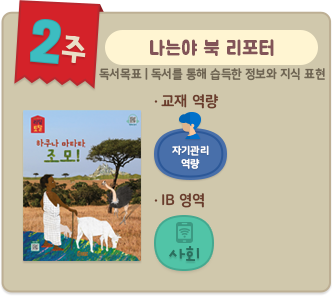 2주
나는야 북 리포터
독서목표 | 독서를 통해 습득한 정보와 지식 표현
· 교재 역량
하쿠나 마타타
조모!
자기관리
역량
· IB 영역
사회